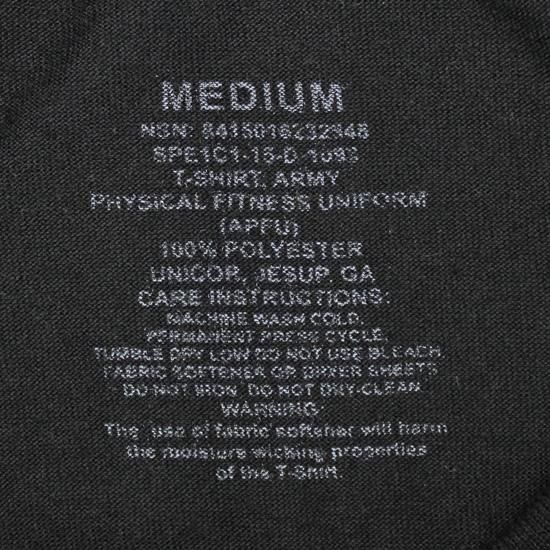 MEDIUM
NSN: 8415016232948
SPE1C1-15-D-1093
T-SHIRT, ARMY
PHYSICAL FITNESS UNIFORM
(APFU)
100% POLYESTER
UNICOR, JESUP, GA
CARE INSTRUCTIONS:
MACHINE WASH COLD,
PERMANENT PRESS CYCLE,
TUMBLE DRY LOW DO NOT USE BLEACH,
FABRIC SOFTENER OR DRYER SHEETS
DO NOT IRON DO NOT DRY-CLEAN
WARNING:
The use of fabric softener will harm
the moisture wicking properties
of the T-Shirt.